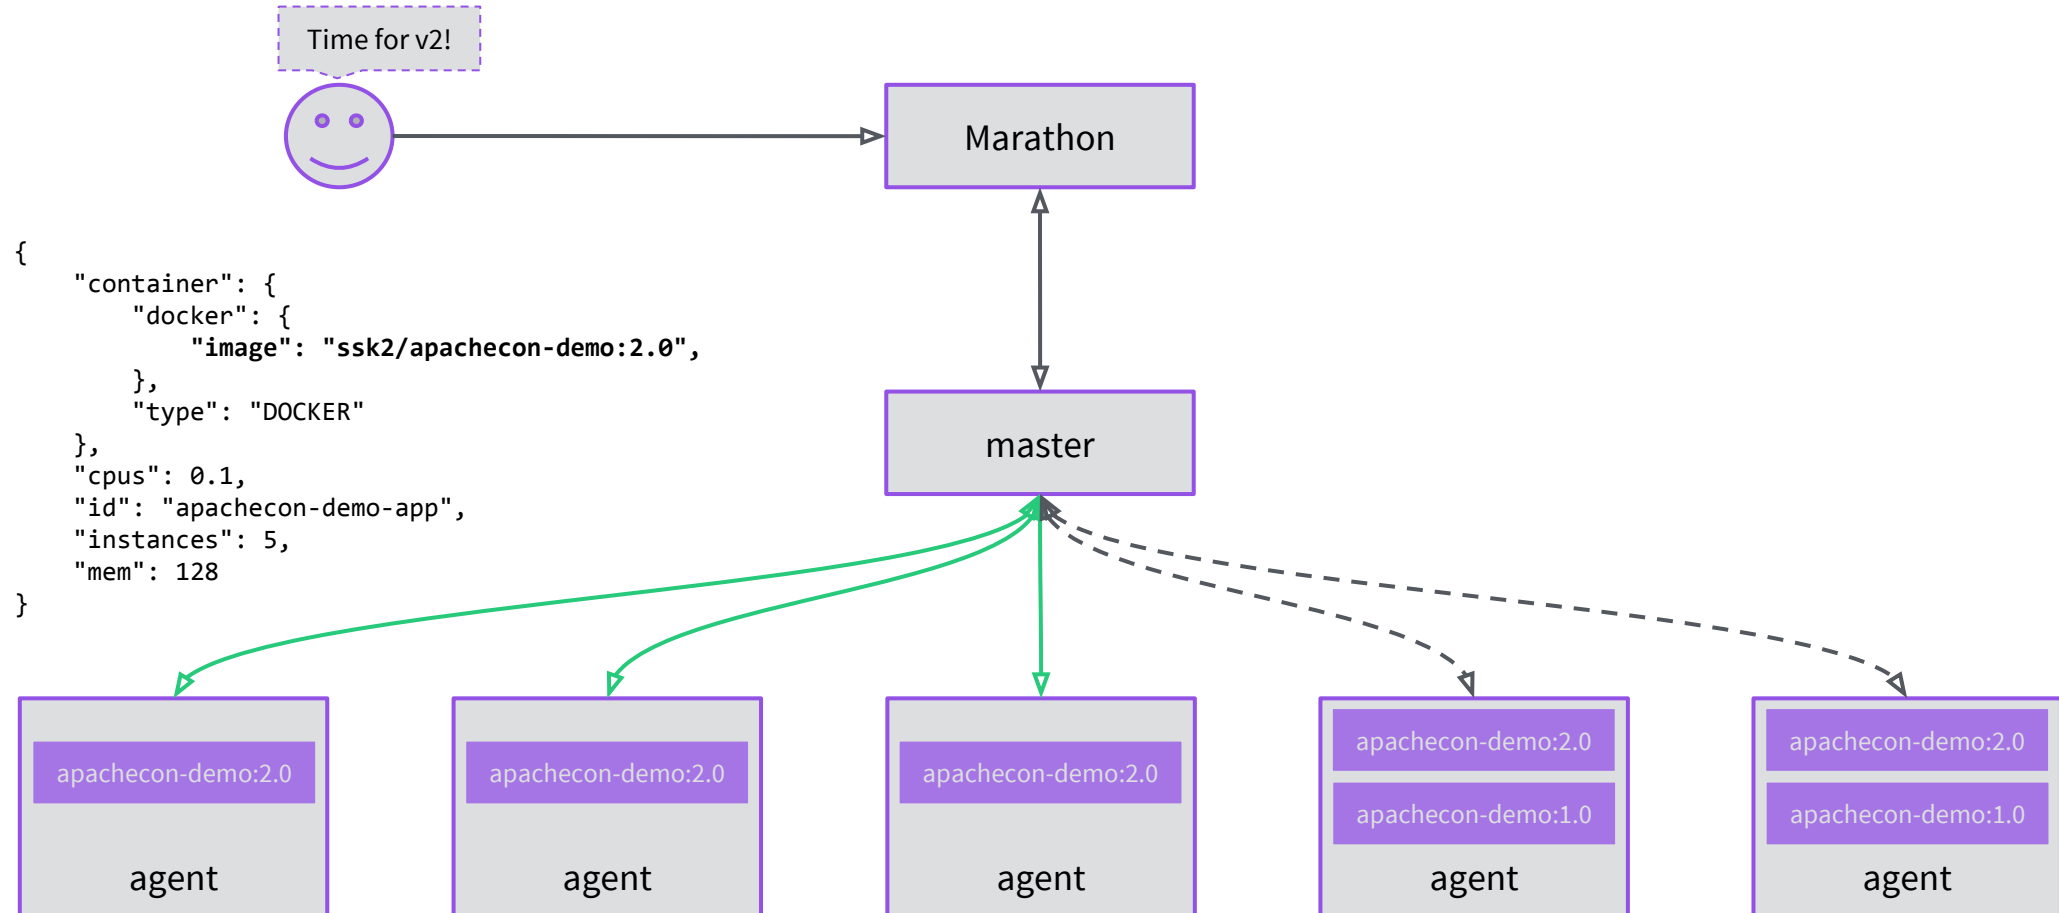 Time for v2!
Marathon
{
    "container": {
        "docker": {
            "image": "ssk2/apachecon-demo:2.0",
        },
        "type": "DOCKER"
    },
    "cpus": 0.1,
    "id": "apachecon-demo-app",
    "instances": 5,
    "mem": 128
}
master
apachecon-demo:2.0
agent
apachecon-demo:2.0
agent
apachecon-demo:2.0
agent
apachecon-demo:2.0
apachecon-demo:1.0
agent
apachecon-demo:2.0
apachecon-demo:1.0
agent